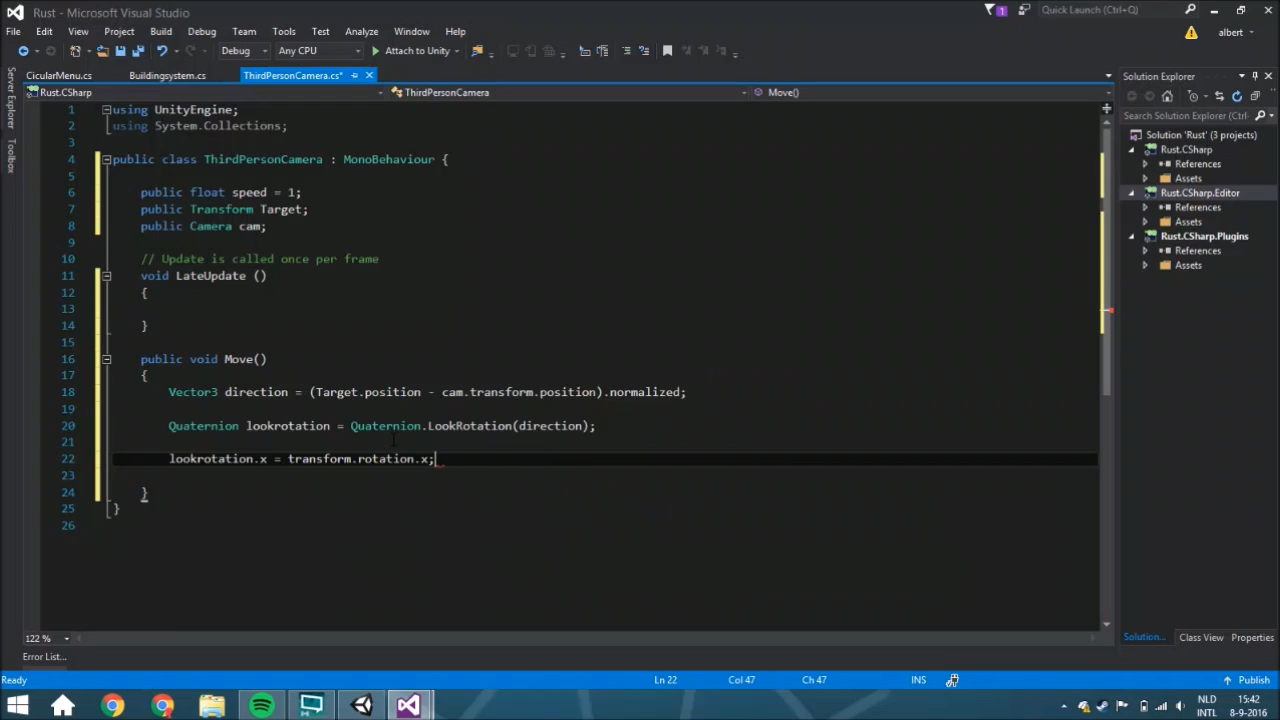 Rust - Microsoft Visual Studio
1
Quick Launch (Ctrl+Q)
File Edit View Project Build Debug Team Tools Test Analyze Window Help
albert
Debug Any CPU Attach to Unity
CicularMenu.cs Buildingsystem.cs ThirdPersonCamera.cs*
Rust.CSharp ThirdPersonCamera Move()
Server Explorer
Toolbox
1 using UnityEngine;
2 using System.Collections;
3
4 public class ThirdPersonCamera : MonoBehaviour {
5
6 public float speed = 1;
7 public Transform Target;
8 public Camera cam;
9
10 // Update is called once per frame
11 void LateUpdate ()
12 {
13
14 }
15
16 public void Move()
17 {
18 Vector3 direction = (Target.position - cam.transform.position).normalized;
19
20 Quaternion lookrotation = Quaternion.LookRotation(direction);
21
22 lookrotation.x = transform.rotation.x;
23
24 }
25 }
26
Solution Explorer
Search Solution Explorer (Ctrl+
Solution 'Rust' (3 projects)
Rust.CSharp
References
Assets
Rust.CSharp.Editor
References
Assets
Rust.CSharp.Plugins
References
Assets
122 %
Solution... Class View Properties
Error List...
Ready Ln 22 Col 47 Ch 47 INS Publish
NLD 15:42
INTL 8-9-2016